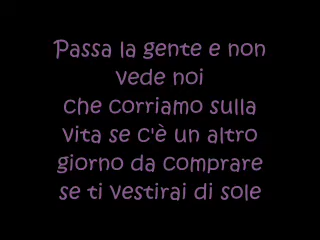 Passa la gente e non
vede noi
che corriamo sulla
vita se c'è un altro
giorno da comprare
se ti vestirai di sole